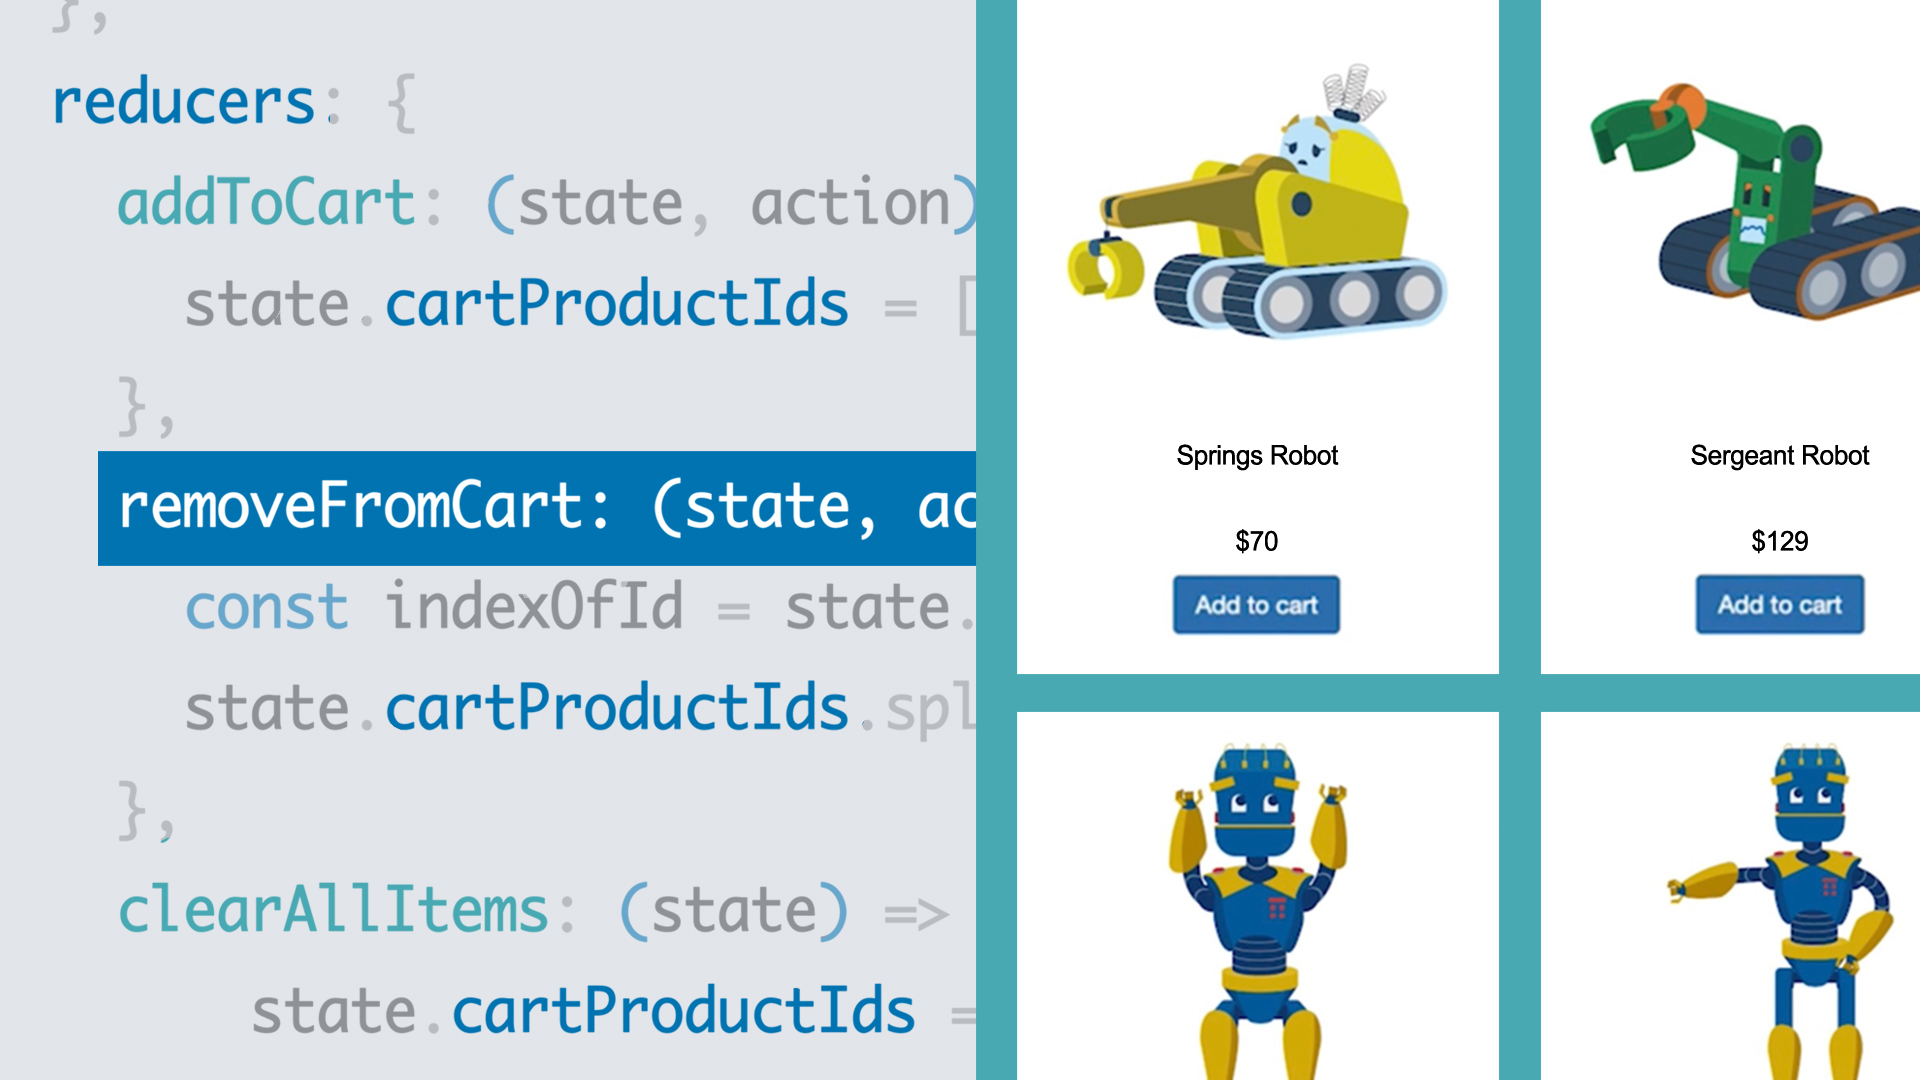 },
reducers: {
addToCart: (state, action)
state.cartProductIds = [
},
removeFromCart: (state, ac
const indexOfId = state.
state.cartProductIds.spl
},
clearAllItems: (state) =>
state.cartProductIds =
Springs Robot
$70
Add to cart
Sergeant Robot
$129
Add to cart